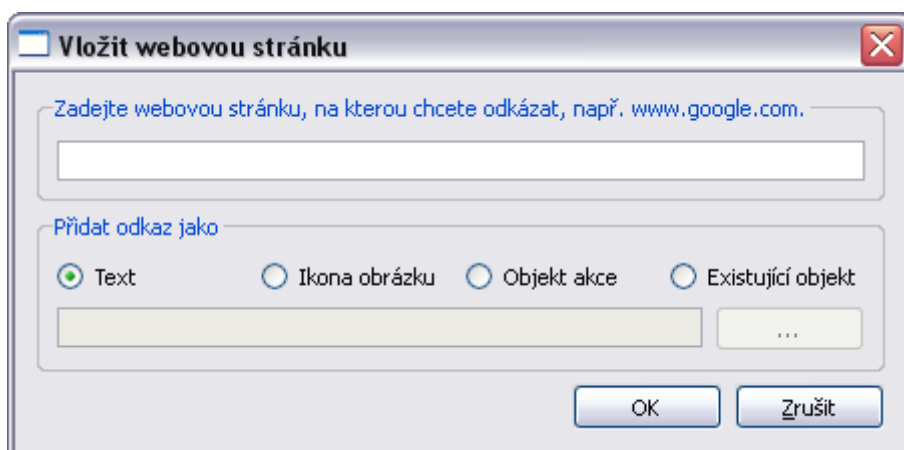 Vložit webovou stránku
Zadejte webovou stránku, na kterou chcete odkázat, např. www.google.com.
Přidat odkaz jako
Text Ikona obrázku Objekt akce Existující objekt
...
OK Zrušit